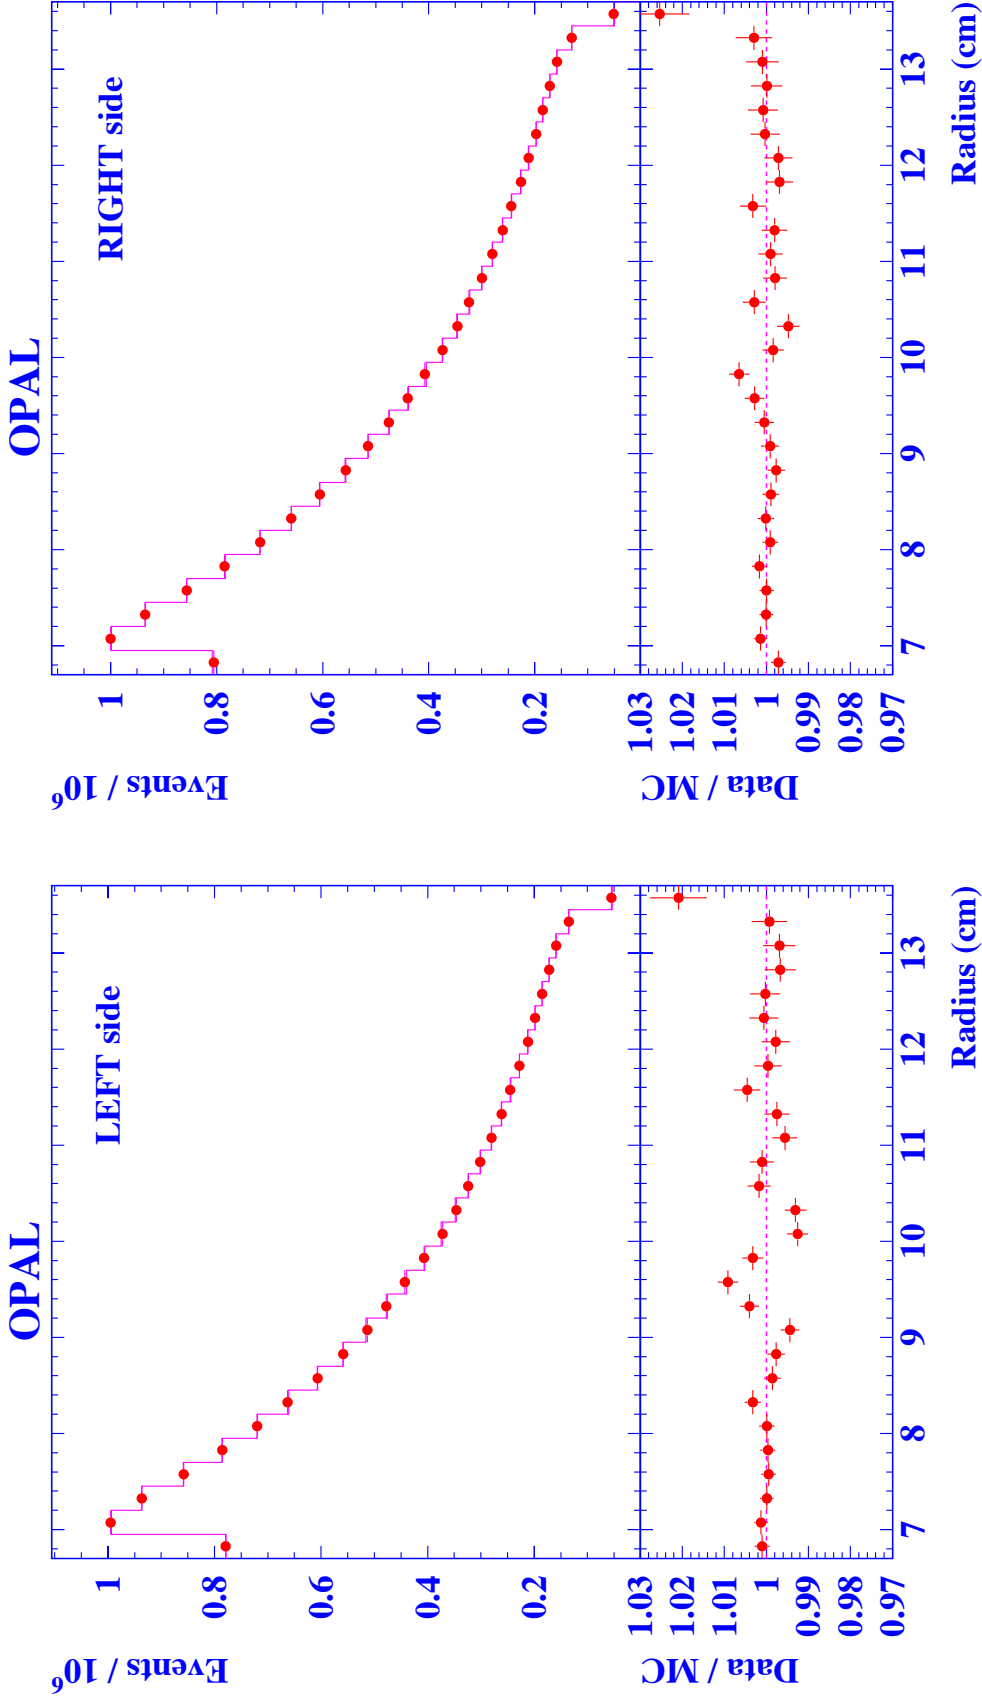 OPAL
Events / 10⁶
LEFT side
1
0.8
0.6
0.4
0.2
Data / MC
1.03
1.02
1.01
1
0.99
0.98
0.97
7 8 9 10 11 12 13
Radius (cm)
OPAL
Events / 10⁶
RIGHT side
1
0.8
0.6
0.4
0.2
Data / MC
1.03
1.02
1.01
1
0.99
0.98
0.97
7 8 9 10 11 12 13
Radius (cm)